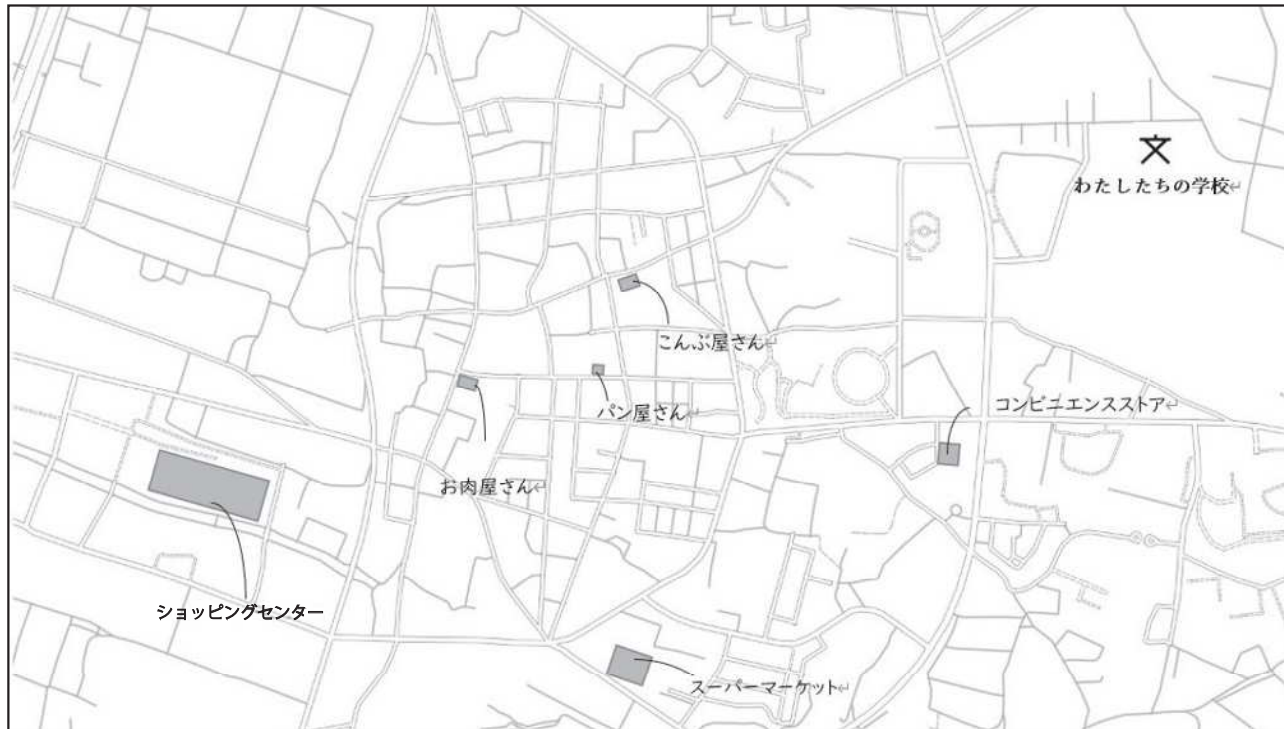 文
わたしたちの学校↵
こんぶ屋さん↵
パン屋さん↵
コンビニエンスストア↵
お肉屋さん↵
ショッピングセンター
スーパーマーケット↵